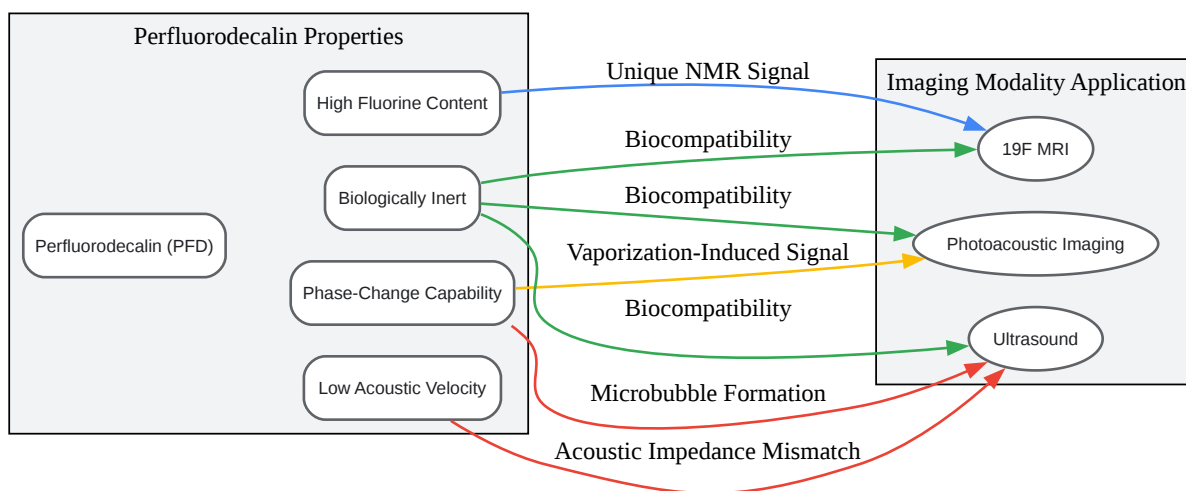 Perfluorodecalin Properties
High Fluorine Content
Biologically Inert
Perfluorodecalin (PFD)
Phase-Change Capability
Low Acoustic Velocity
Unique NMR Signal
Biocompatibility
Biocompatibility
Vaporization-Induced Signal
Biocompatibility
Microbubble Formation
Acoustic Impedance Mismatch
Imaging Modality Application
19F MRI
Photoacoustic Imaging
Ultrasound